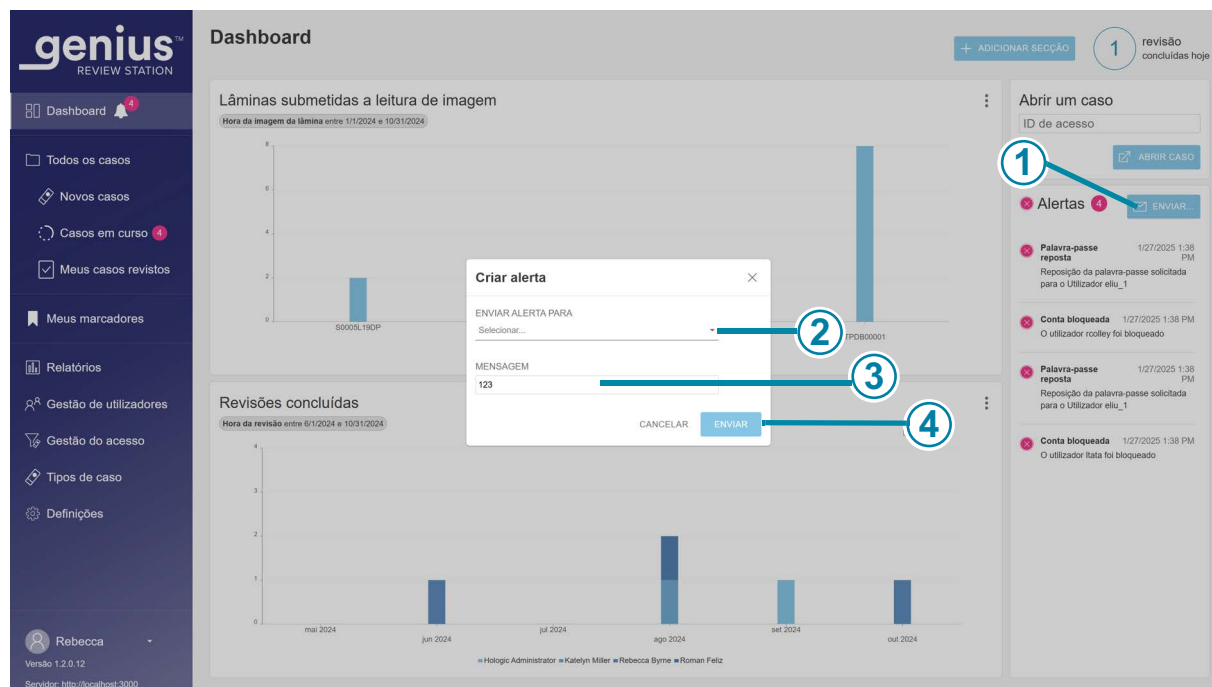 genius™
REVIEW STATION
Dashboard 4
Todos os casos
Novos casos
Casos em curso 4
Meus casos revistos
Meus marcadores
Relatórios
Gestão de utilizadores
Gestão do acesso
Tipos de caso
Definições
Rebecca
Versão 1.2.0.12
Servidor: http://localhost:3000
Dashboard
+ ADICIONAR SECÇÃO
1
revisão
concluídas hoje
Lâminas submetidas a leitura de imagem
Hora da imagem da lâmina entre 1/1/2024 e 10/31/2024
8
6
4
2
0
S0005L19DP
TPDB00001
Criar alerta
ENVIAR ALERTA PARA
Selecionar...
MENSAGEM
123
CANCELAR
ENVIAR
1
2
3
4
Revisões concluídas
Hora da revisão entre 6/1/2024 e 10/31/2024
4
3
2
1
0
mai 2024
jun 2024
jul 2024
ago 2024
set 2024
out 2024
Hologic Administrator Katelyn Miller Rebecca Byrne Roman Feliz
Abrir um caso
ID de acesso
ABRIR CASO
Alertas 4
ENVIAR...
Palavra-passe 1/27/2025 1:38
reposta PM
Reposição da palavra-passe solicitada
para o Utilizador eliu_1
Conta bloqueada 1/27/2025 1:38 PM
O utilizador rcolley foi bloqueado
Palavra-passe 1/27/2025 1:38
reposta PM
Reposição da palavra-passe solicitada
para o Utilizador eliu_1
Conta bloqueada 1/27/2025 1:38 PM
O utilizador ltata foi bloqueado